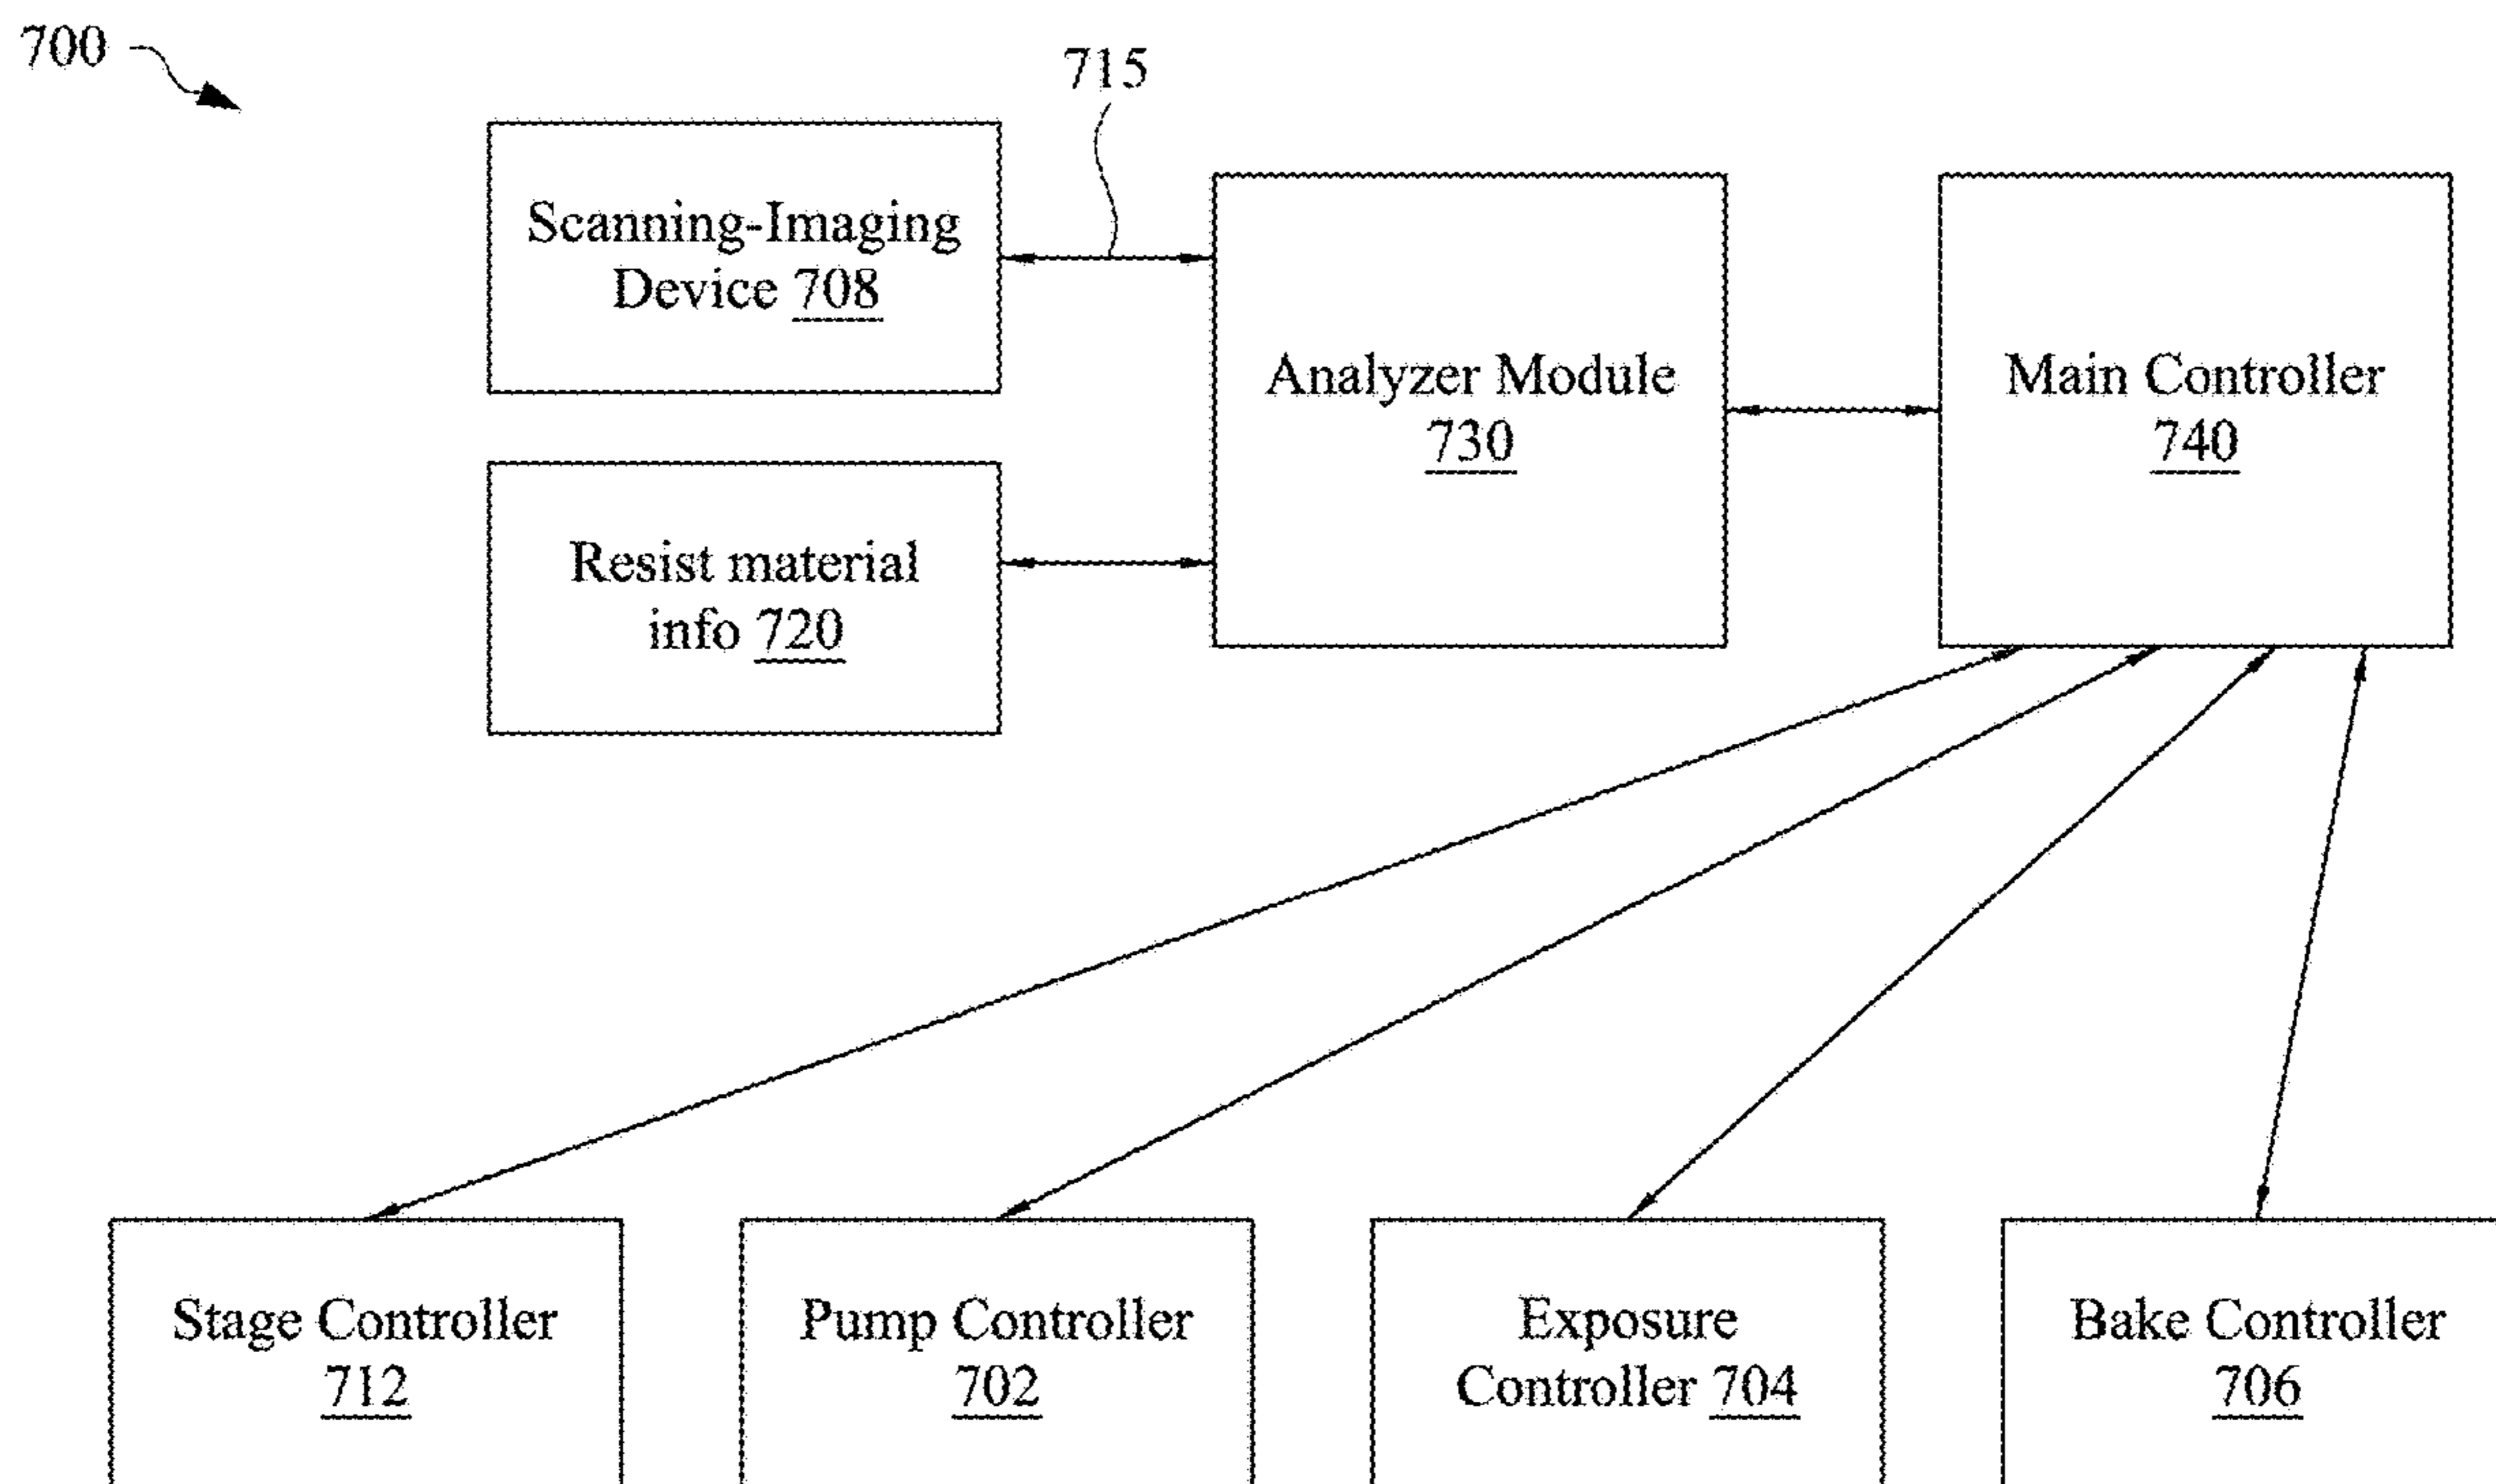 700
715
Scanning-Imaging
Device 708
Analyzer Module
730
Main Controller
740
Resist material
info 720
Stage Controller
712
Pump Controller
702
Exposure
Controller 704
Bake Controller
706